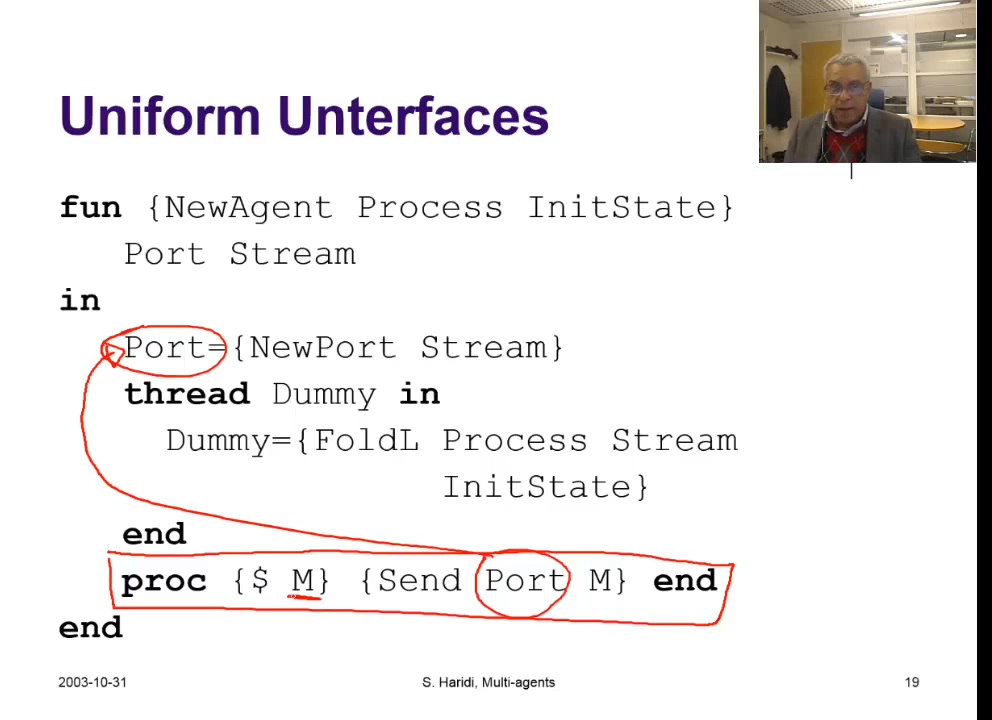 Uniform Unterfaces
fun {NewAgent Process InitState}
Port Stream
in
Port={NewPort Stream}
thread Dummy in
Dummy={FoldL Process Stream
InitState}
end
proc {$ M} {Send Port M} end
end
2003-10-31
S. Haridi, Multi-agents
19